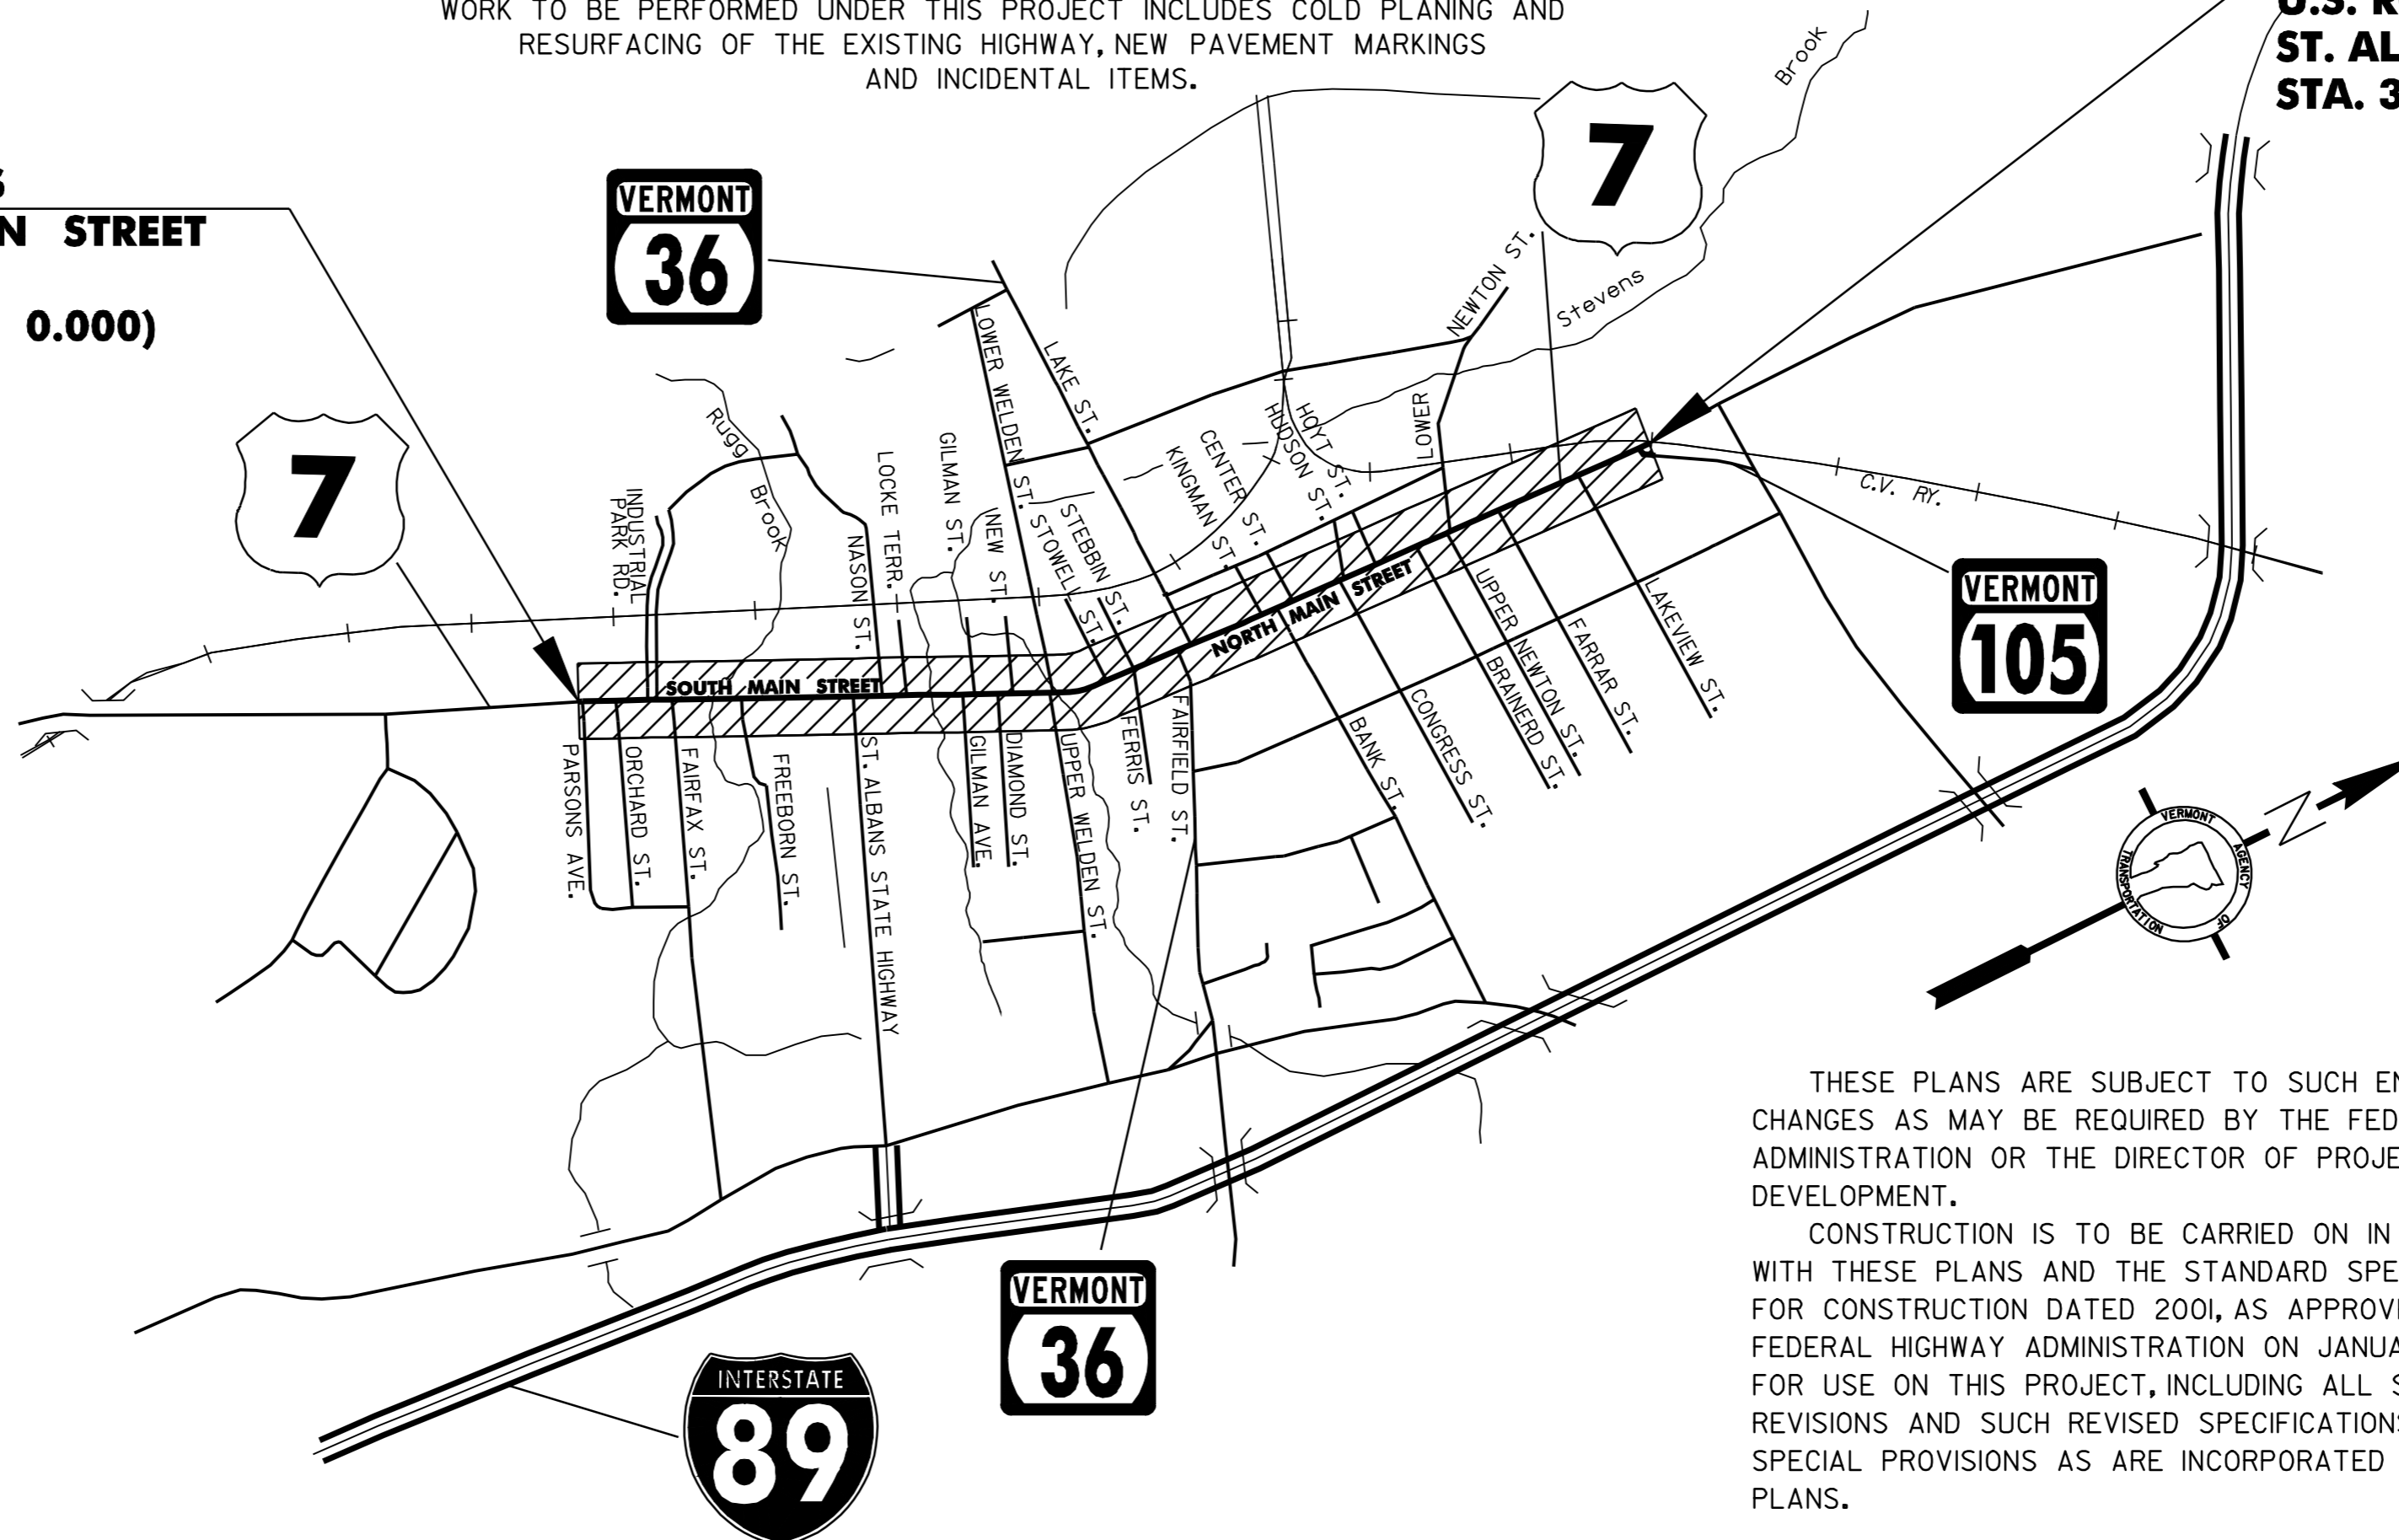 WORK TO BE PERFORMED UNDER THIS PROJECT INCLUDES COLD PLANING AND
RESURFACING OF THE EXISTING HIGHWAY, NEW PAVEMENT MARKINGS
AND INCIDENTAL ITEMS.
ST. AL
STA. 3
N STREET
0.000)
VERMONT
36
7
7
Brook
Stevens
NEWTON ST.
LOWER
LOWER WELDEN ST.
LAKE ST.
Rugg
Brook
INDUSTRIAL
PARK RD.
NASON ST.
LOCKE TERR.
GILMAN ST.
NEW ST.
STOWELL ST.
STEBBIN ST.
KINGMAN ST.
CENTER ST.
HUDSON ST.
HOYT ST.
C.V. RY.
SOUTH MAIN STREET
NORTH MAIN STREET
VERMONT
105
PARSONS AVE.
ORCHARD ST.
FAIRFAX ST.
FREEBORN ST.
ST. ALBANS STATE HIGHWAY
GILMAN AVE.
DIAMOND ST.
UPPER WELDEN ST.
FERRIS ST.
FAIRFIELD ST.
BANK ST.
CONGRESS ST.
BRAINERD ST.
UPPER NEWTON ST.
FARRAR ST.
LAKEVIEW ST.
VERMONT AGENCY OF TRANSPORTATION
N
VERMONT
36
INTERSTATE
89
THESE PLANS ARE SUBJECT TO SUCH EN
CHANGES AS MAY BE REQUIRED BY THE FED
ADMINISTRATION OR THE DIRECTOR OF PROJE
DEVELOPMENT.
CONSTRUCTION IS TO BE CARRIED ON IN
WITH THESE PLANS AND THE STANDARD SPE
FOR CONSTRUCTION DATED 2001, AS APPROV
FEDERAL HIGHWAY ADMINISTRATION ON JANUA
FOR USE ON THIS PROJECT, INCLUDING ALL S
REVISIONS AND SUCH REVISED SPECIFICATIONS
SPECIAL PROVISIONS AS ARE INCORPORATED
PLANS.